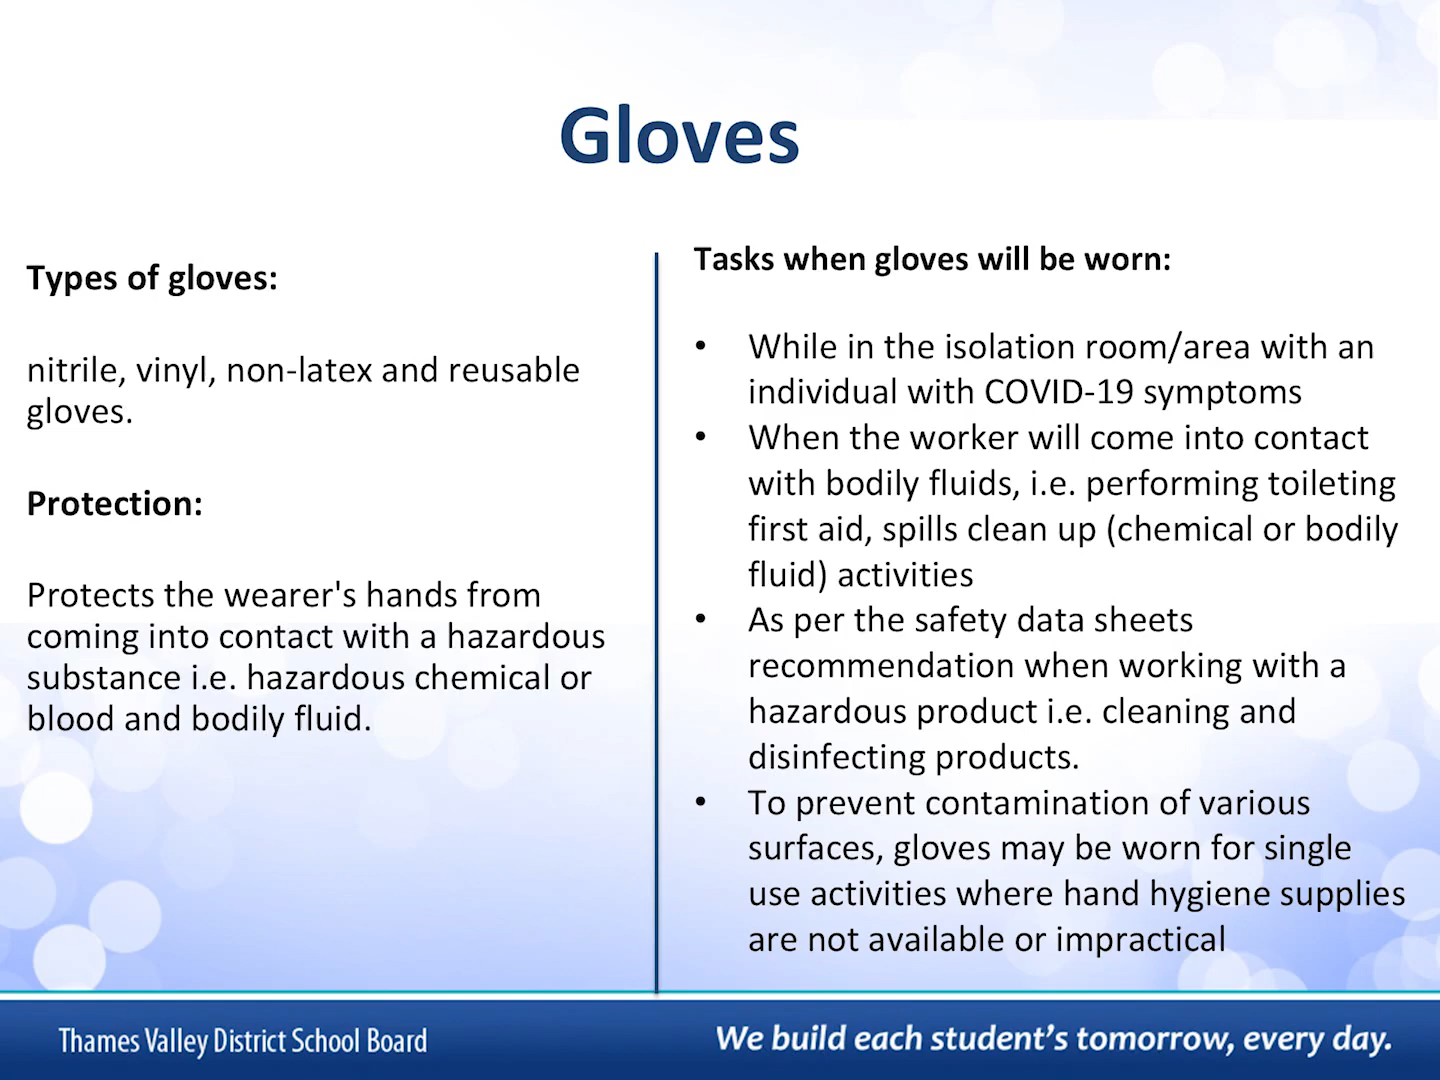 Gloves
Types of gloves:
nitrile, vinyl, non-latex and reusable
gloves.
Protection:
Protects the wearer's hands from
coming into contact with a hazardous
substance i.e. hazardous chemical or
blood and bodily fluid.
Tasks when gloves will be worn:
• While in the isolation room/area with an
individual with COVID-19 symptoms
• When the worker will come into contact
with bodily fluids, i.e. performing toileting
first aid, spills clean up (chemical or bodily
fluid) activities
• As per the safety data sheets
recommendation when working with a
hazardous product i.e. cleaning and
disinfecting products.
• To prevent contamination of various
surfaces, gloves may be worn for single
use activities where hand hygiene supplies
are not available or impractical
Thames Valley District School Board
We build each student's tomorrow, every day.